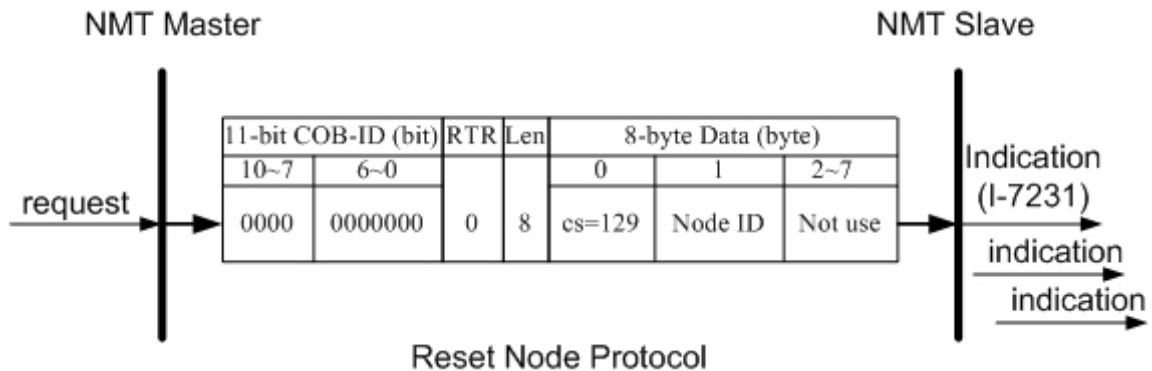 NMT Master
NMT Slave
11-bit COB-ID (bit) RTR Len 8-byte Data (byte)
10~7 6~0 0 1 2~7
request
0000 0000000 0 8 cs=129 Node ID Not use
Indication
(I-7231)
indication
indication
Reset Node Protocol